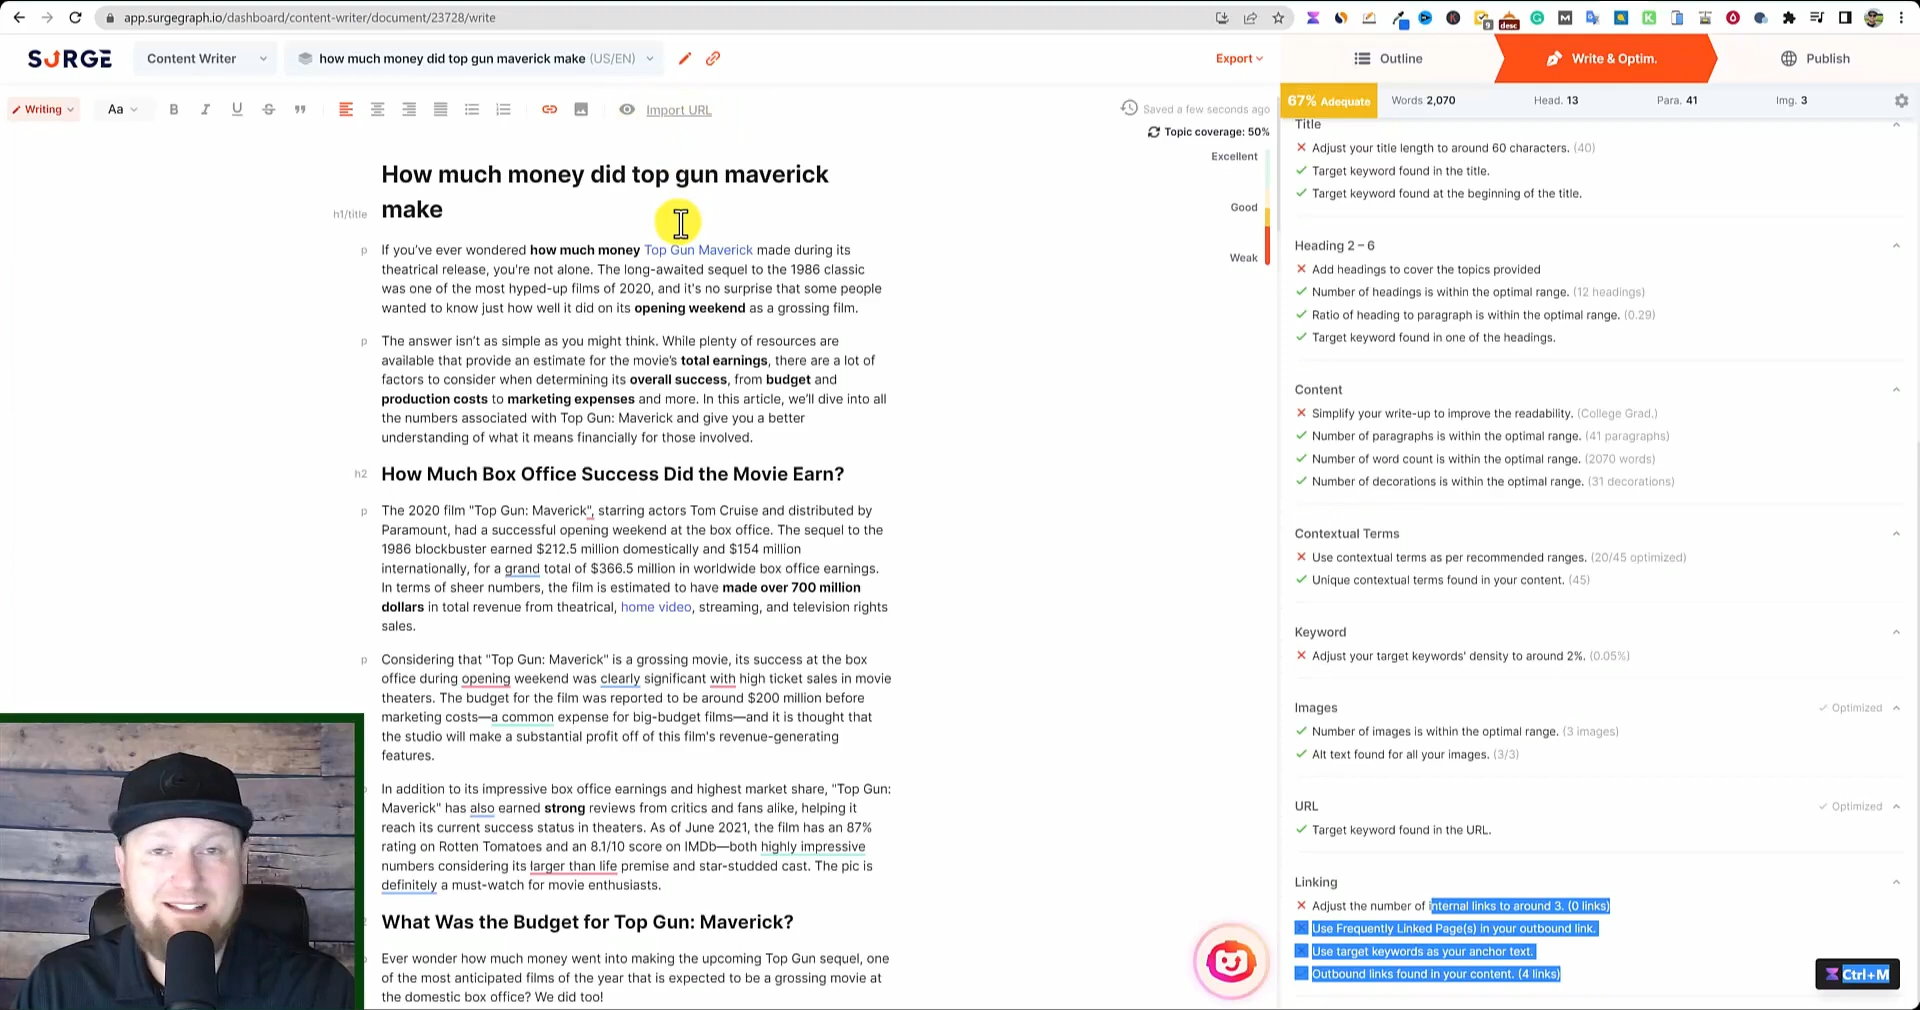 app.surgegraph.io/dashboard/content-writer/document/23728/write
9
desc
SURGE
Content Writer
how much money did top gun maverick make (US/EN)
Export
Outline
Write & Optim.
Publish
Writing
Aa
B
I
U
S
Import URL
Saved a few seconds ago
67% Adequate
Words 2,070
Head. 13
Para. 41
Img. 3
Topic coverage: 50%
Excellent
Good
Weak
h1/title
How much money did top gun maverick
make
p
If you've ever wondered how much money Top Gun Maverick made during its
theatrical release, you're not alone. The long-awaited sequel to the 1986 classic
was one of the most hyped-up films of 2020, and it's no surprise that some people
wanted to know just how well it did on its opening weekend as a grossing film.
p
The answer isn't as simple as you might think. While plenty of resources are
available that provide an estimate for the movie's total earnings, there are a lot of
factors to consider when determining its overall success, from budget and
production costs to marketing expenses and more. In this article, we'll dive into all
the numbers associated with Top Gun: Maverick and give you a better
understanding of what it means financially for those involved.
h2
How Much Box Office Success Did the Movie Earn?
p
The 2020 film "Top Gun: Maverick", starring actors Tom Cruise and distributed by
Paramount, had a successful opening weekend at the box office. The sequel to the
1986 blockbuster earned $212.5 million domestically and $154 million
internationally, for a grand total of $366.5 million in worldwide box office earnings.
In terms of sheer numbers, the film is estimated to have made over 700 million
dollars in total revenue from theatrical, home video, streaming, and television rights
sales.
p
Considering that "Top Gun: Maverick" is a grossing movie, its success at the box
office during opening weekend was clearly significant with high ticket sales in movie
theaters. The budget for the film was reported to be around $200 million before
marketing costs—a common expense for big-budget films—and it is thought that
the studio will make a substantial profit off of this film's revenue-generating
features.
In addition to its impressive box office earnings and highest market share, "Top Gun:
Maverick" has also earned strong reviews from critics and fans alike, helping it
reach its current success status in theaters. As of June 2021, the film has an 87%
rating on Rotten Tomatoes and an 8.1/10 score on IMDb—both highly impressive
numbers considering its larger than life premise and star-studded cast. The pic is
definitely a must-watch for movie enthusiasts.
What Was the Budget for Top Gun: Maverick?
Ever wonder how much money went into making the upcoming Top Gun sequel, one
of the most anticipated films of the year that is expected to be a grossing movie at
the domestic box office? We did too!
Title
Adjust your title length to around 60 characters. (40)
Target keyword found in the title.
Target keyword found at the beginning of the title.
Heading 2 – 6
Add headings to cover the topics provided
Number of headings is within the optimal range. (12 headings)
Ratio of heading to paragraph is within the optimal range. (0.29)
Target keyword found in one of the headings.
Content
Simplify your write-up to improve the readability. (College Grad.)
Number of paragraphs is within the optimal range. (41 paragraphs)
Number of word count is within the optimal range. (2070 words)
Number of decorations is within the optimal range. (31 decorations)
Contextual Terms
Use contextual terms as per recommended ranges. (20/45 optimized)
Unique contextual terms found in your content. (45)
Keyword
Adjust your target keywords' density to around 2%. (0.05%)
Images
Optimized
Number of images is within the optimal range. (3 images)
Alt text found for all your images. (3/3)
URL
Optimized
Target keyword found in the URL.
Linking
Adjust the number of internal links to around 3. (0 links)
Use Frequently Linked Page(s) in your outbound link.
Use target keywords as your anchor text.
Outbound links found in your content. (4 links)
Ctrl+M